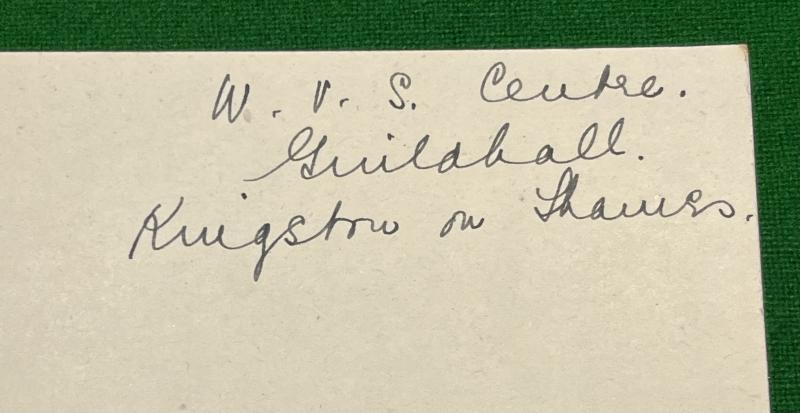 W. V. S. Centre.
Guildhall.
Kingston on Thames.